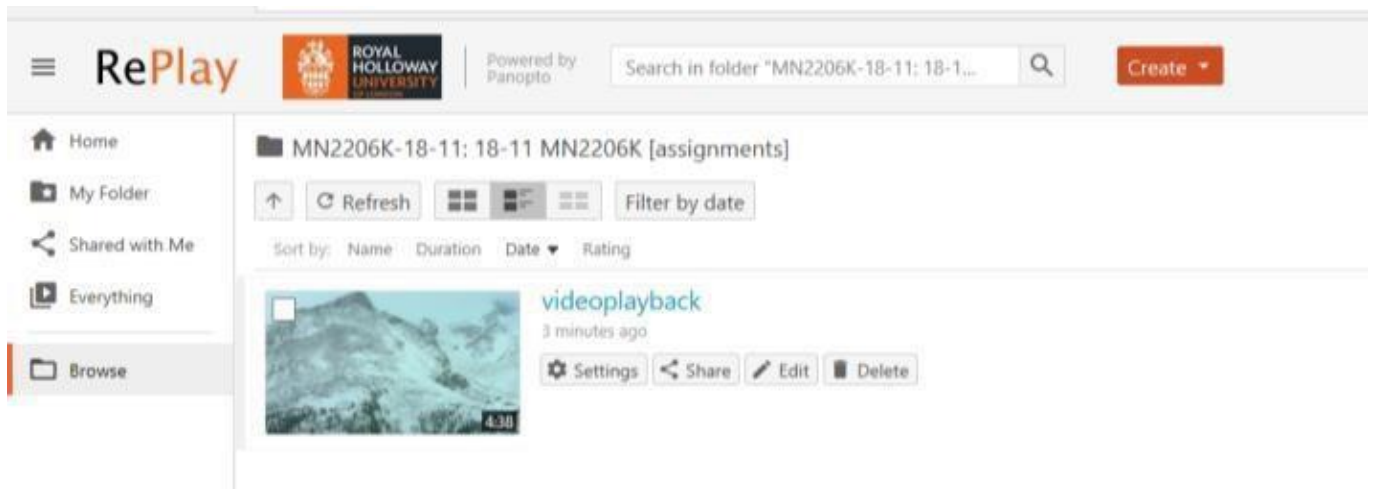 RePlay
ROYAL
HOLLOWAY
UNIVERSITY
OF LONDON
Powered by
Panopto
Search in folder "MN2206K-18-11: 18-1...
Create
Home
My Folder
Shared with Me
Everything
Browse
MN2206K-18-11: 18-11 MN2206K [assignments]
Refresh
Filter by date
Sort by: Name Duration Date Rating
videoplayback
3 minutes ago
Settings Share Edit Delete
4:38